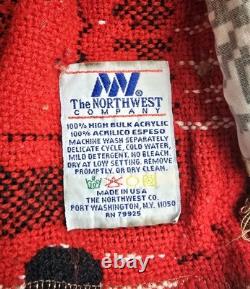 The NORTHWEST
COMPANY
100% HIGH BULK ACRYLIC
100% ACRILICO ESPESO
MACHINE WASH SEPARATELY
DELICATE CYCLE, COLD WATER,
MILD DETERGENT, NO BLEACH.
DRY AT LOW SETTING. REMOVE
PROMPTLY, OR DRY CLEAN.
MADE IN USA
THE NORTHWEST CO.
PORT WASHINGTON, N.Y. 11050
RN 79925